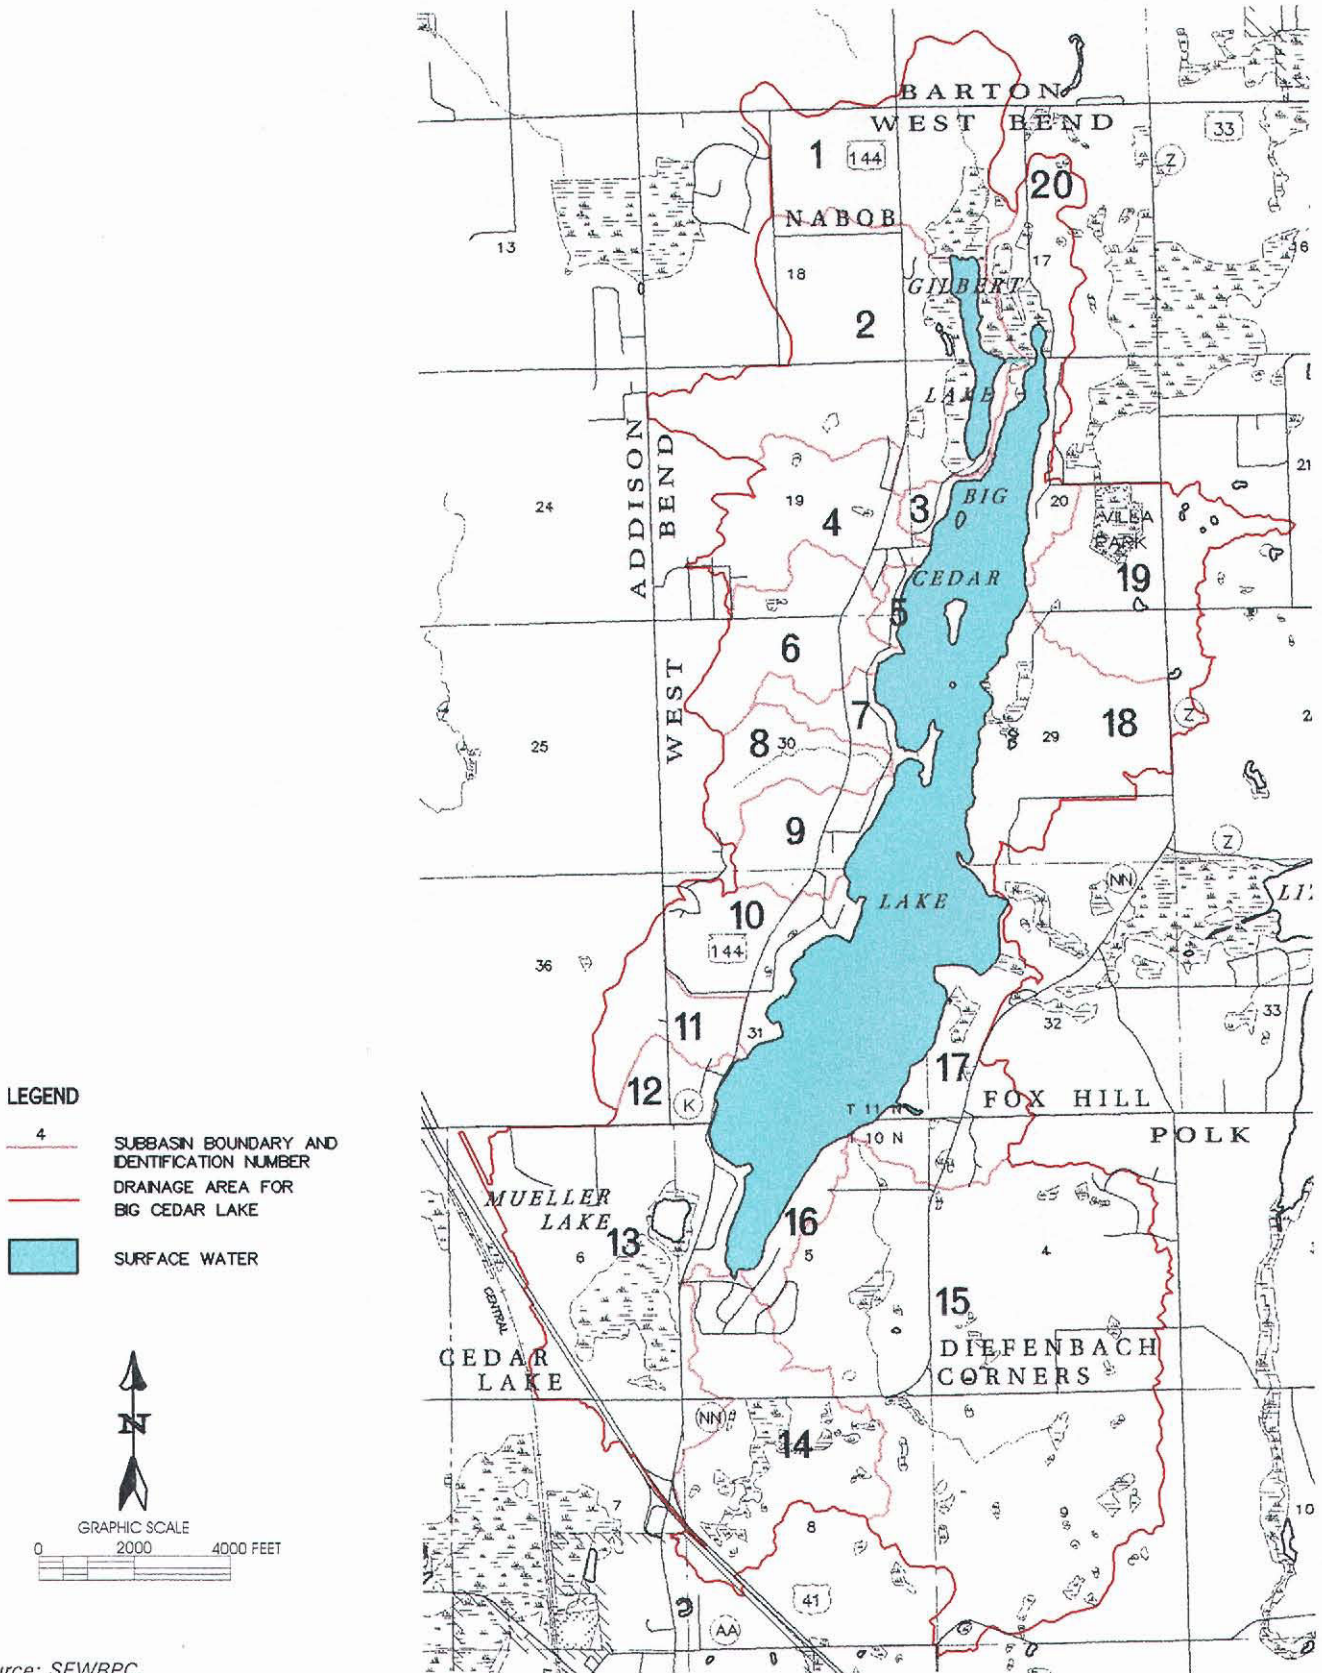 BARTON
WEST BEND
33
1
144
Z
20
NABOB
13
17
18
GILBERT
2
LAKE
ADDISON
WEST BEND
21
24
19
4
3
BIG
20
VILLA
PARK
CEDAR
19
5
6
7
Z
18
25
8
30
29
9
Z
NN
LAKE
10
144
36
33
11
31
32
17
LEGEND
12
K
FOX HILL
4
SUBBASIN BOUNDARY AND
IDENTIFICATION NUMBER
T 11 N
T 10 N
POLK
DRAINAGE AREA FOR
BIG CEDAR LAKE
MUELLER
LAKE
13
16
SURFACE WATER
6
5
4
CENTRAL
15
CEDAR
LAKE
DIEFENBACH
CORNERS
N
NN
14
7
GRAPHIC SCALE
8
9
10
0 2000 4000 FEET
41
AA
SEWRPC